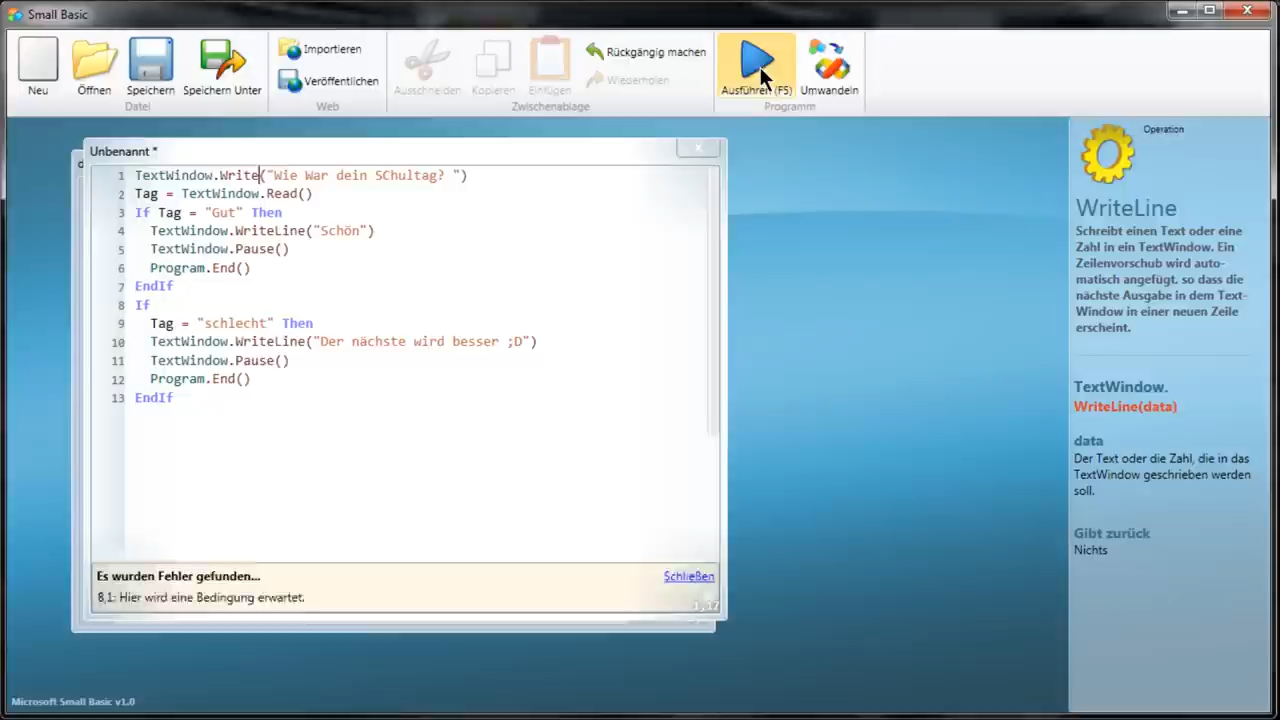 Small Basic
Neu
Öffnen
Speichern
Speichern Unter
Datei
Importieren
Veröffentlichen
Web
Ausschneiden
Kopieren
Einfügen
Rückgängig machen
Wiederholen
Zwischenablage
Ausführen (F5)
Umwandeln
Programm
Unbenannt *
1 TextWindow.Write("Wie War dein SChultag? ")
2 Tag = TextWindow.Read()
3 If Tag = "Gut" Then
4 TextWindow.WriteLine("Schön")
5 TextWindow.Pause()
6 Program.End()
7 EndIf
8 If
9 Tag = "schlecht" Then
10 TextWindow.WriteLine("Der nächste wird besser ;D")
11 TextWindow.Pause()
12 Program.End()
13 EndIf
Es wurden Fehler gefunden...
Schließen
8,1: Hier wird eine Bedingung erwartet.
1,17
Operation
WriteLine
Schreibt einen Text oder eine
Zahl in ein TextWindow. Ein
Zeilenvorschub wird auto-
matisch angefügt, so dass die
nächste Ausgabe in dem Text-
Window in einer neuen Zeile
erscheint.
TextWindow.
WriteLine(data)
data
Der Text oder die Zahl, die in das
TextWindow geschrieben werden
soll.
Gibt zurück
Nichts
Microsoft Small Basic v1.0